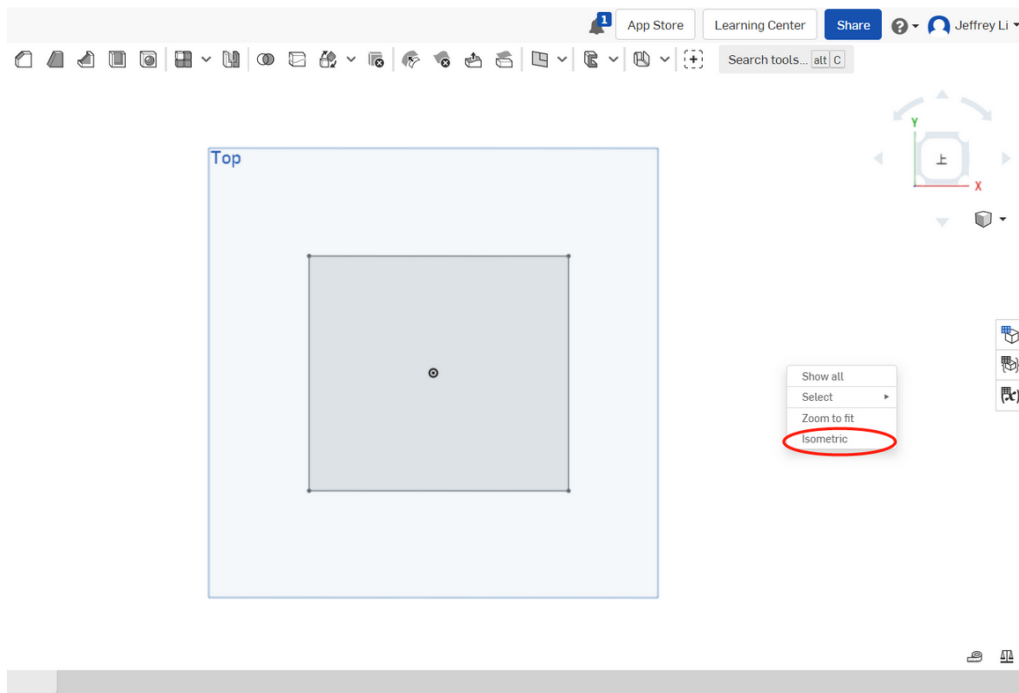 1 App Store Learning Center Share ? Jeffrey Li
Search tools... alt C
Top
Y
上
X
Show all
Select
Zoom to fit
Isometric
(x)